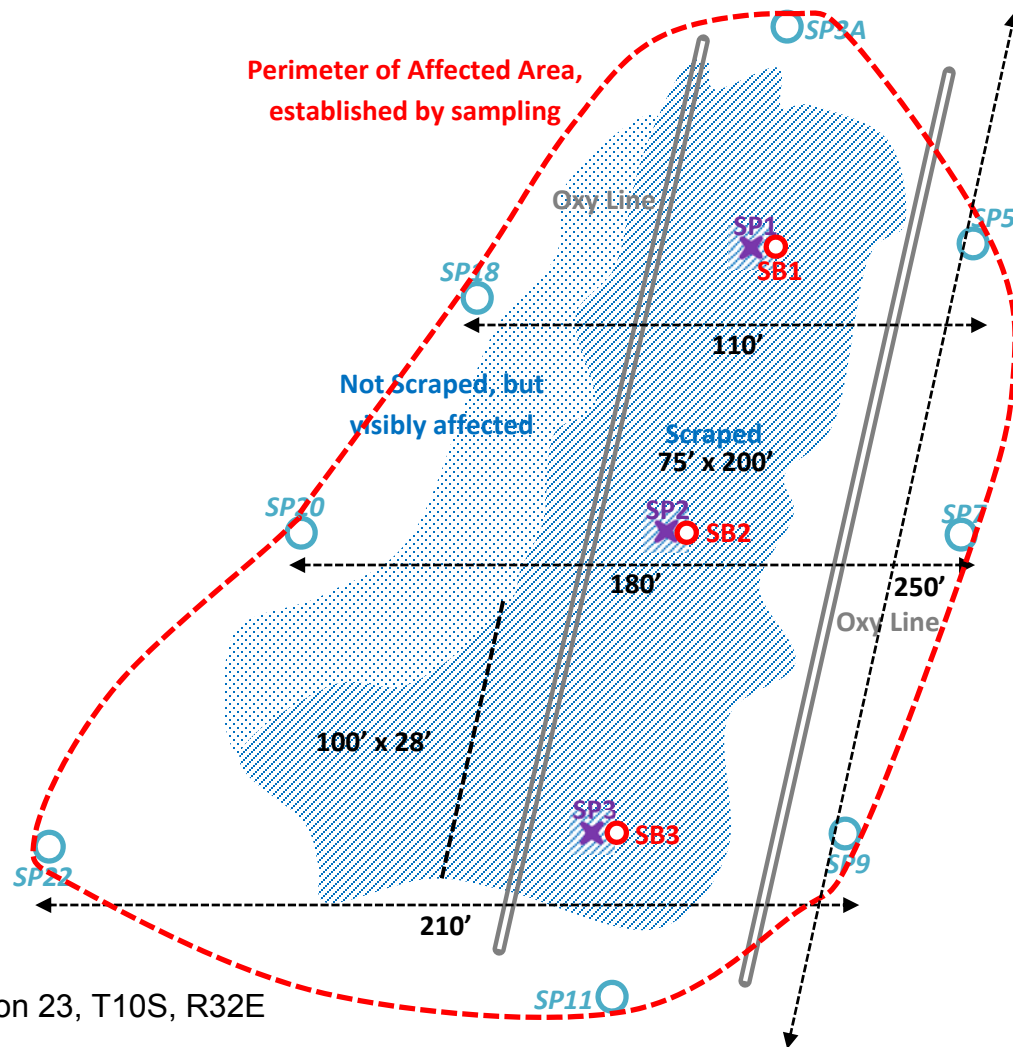 SP3A
Perimeter of Affected Area,
established by sampling
Oxy Line
SP5
SP1
SB1
SP18
110’
Not Scraped, but
visibly affected
Scraped
75’ x 200’
SP20
SP2
SB2
SP7
180’
250’
Oxy Line
100’ x 28’
SP3
SB3
SP22
SP9
210’
SP11
on 23, T10S, R32E